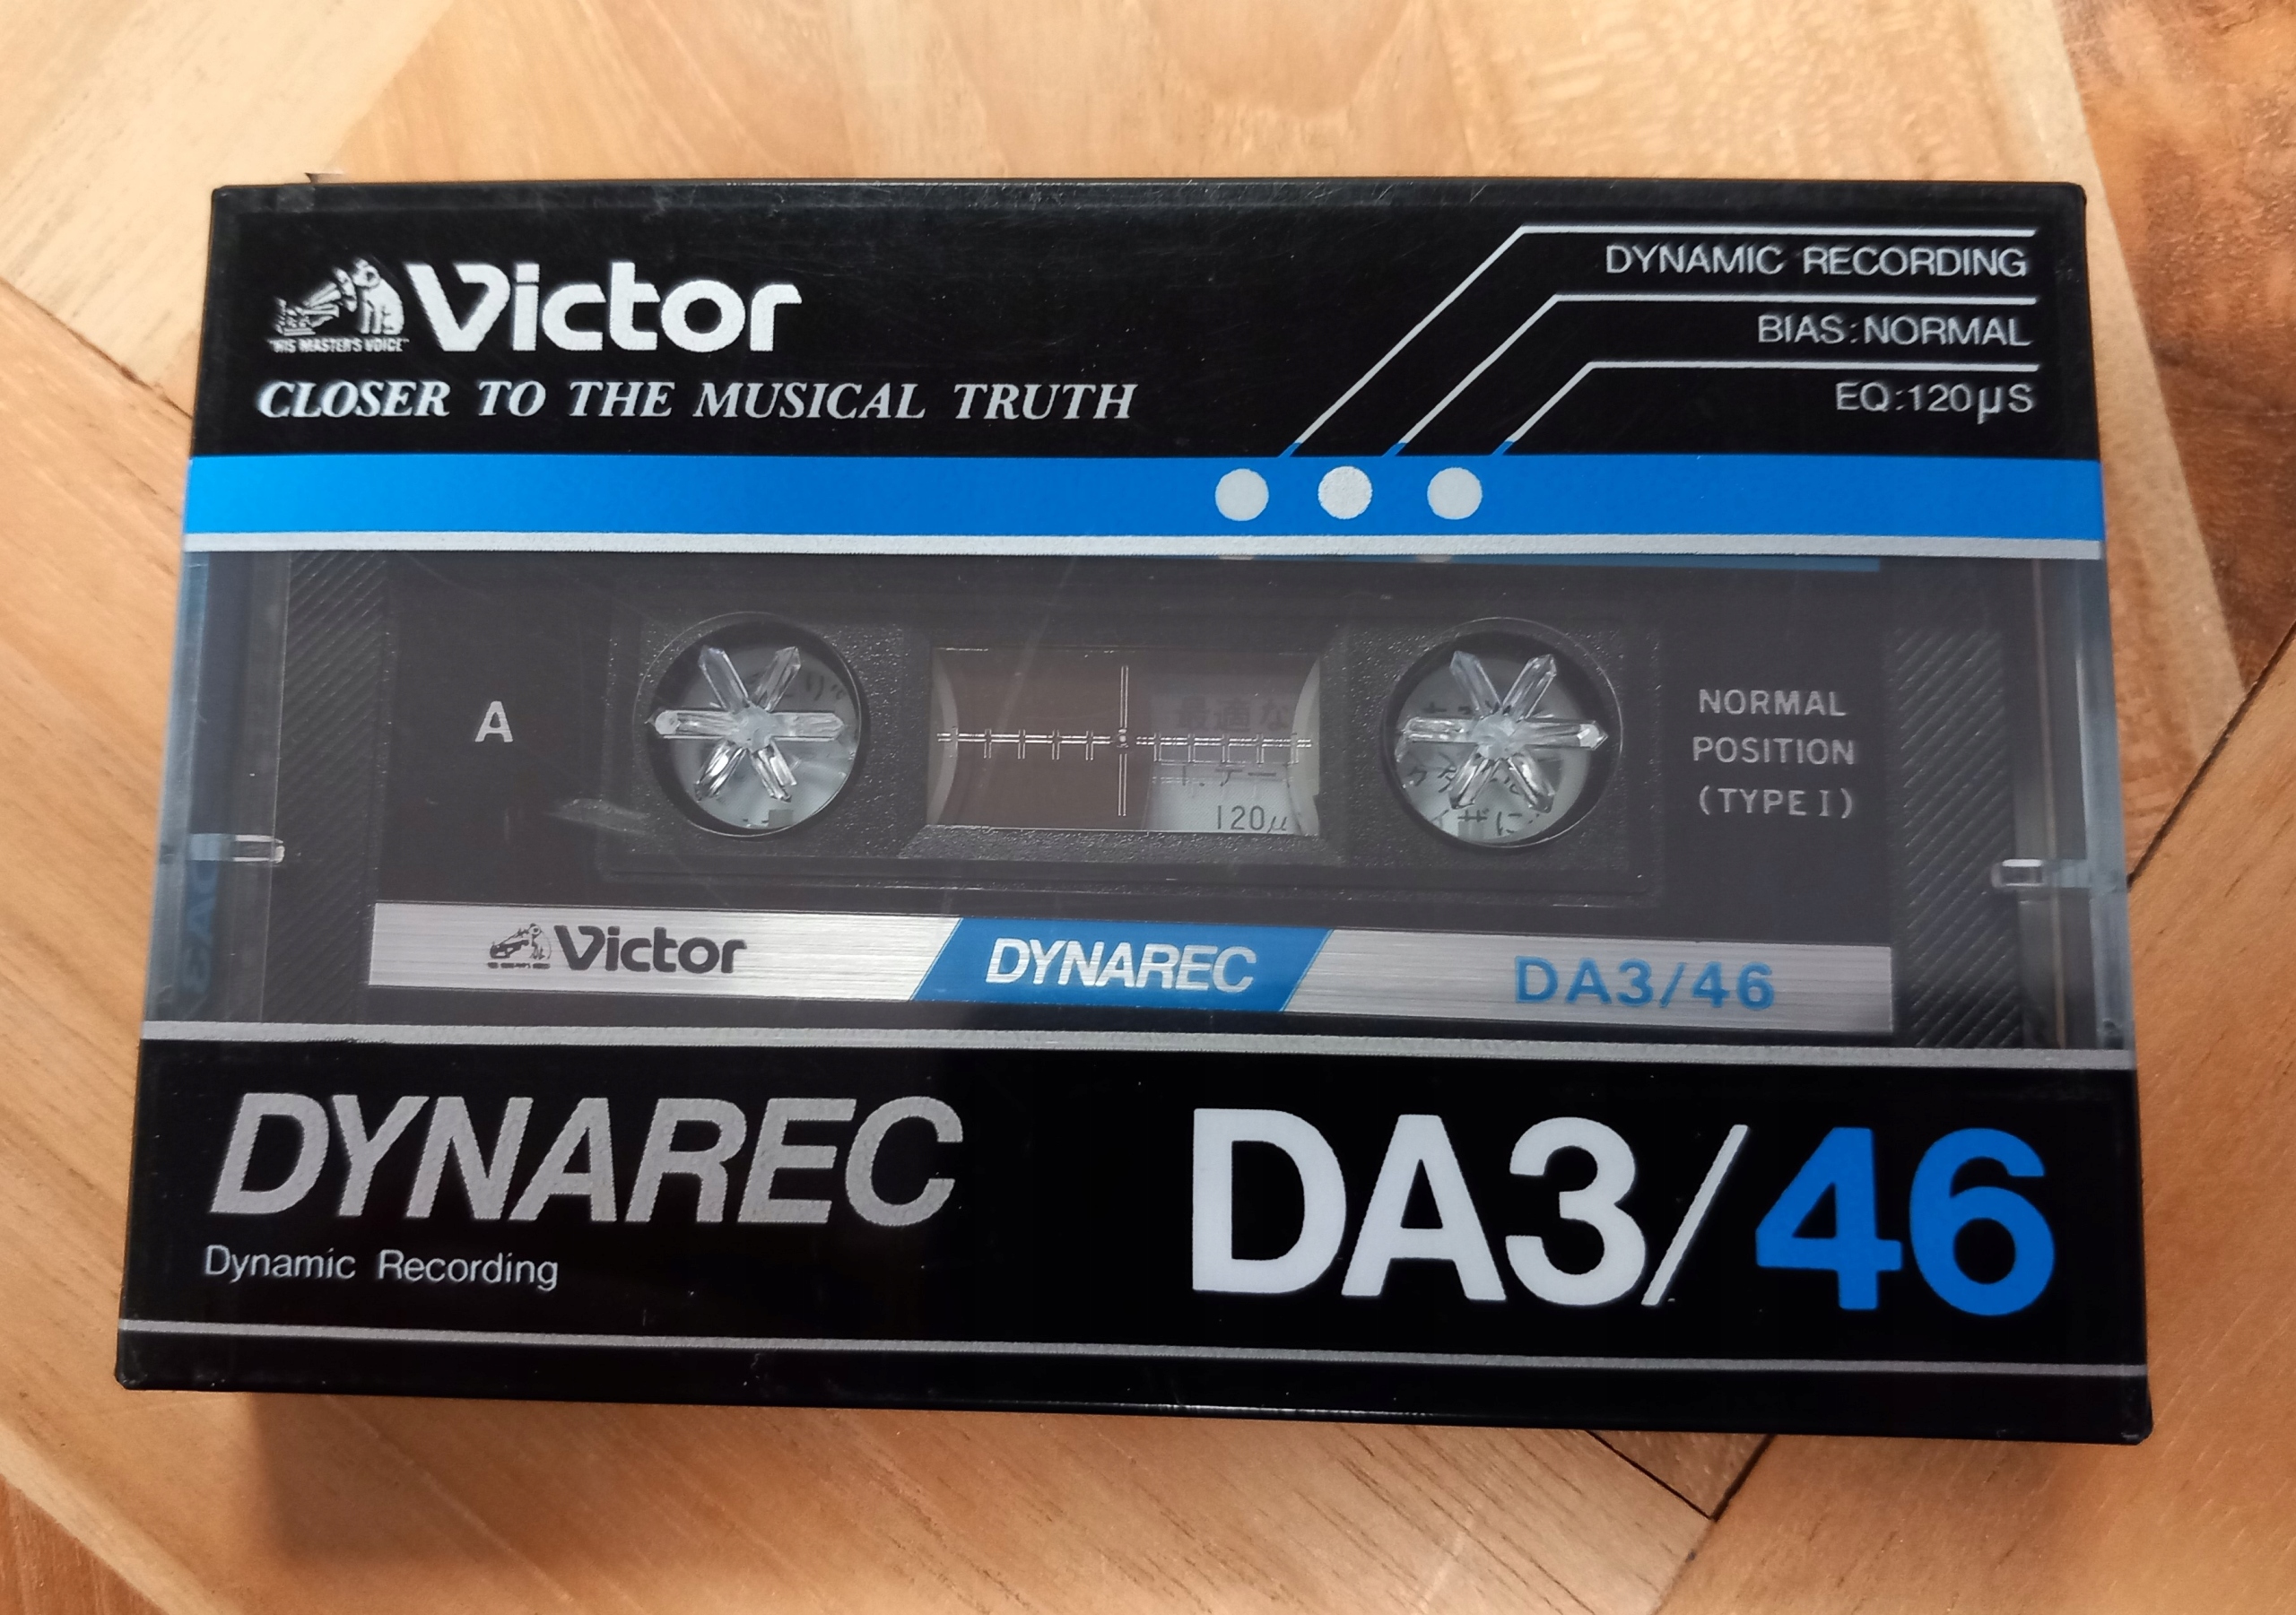 Victor
"HIS MASTER'S VOICE"
CLOSER TO THE MUSICAL TRUTH
DYNAMIC RECORDING
BIAS:NORMAL
EQ:120μS
A
最適な
120μ
NORMAL
POSITION
(TYPE I)
Victor
DYNAREC
DA3/46
DYNAREC
Dynamic Recording
DA3/46